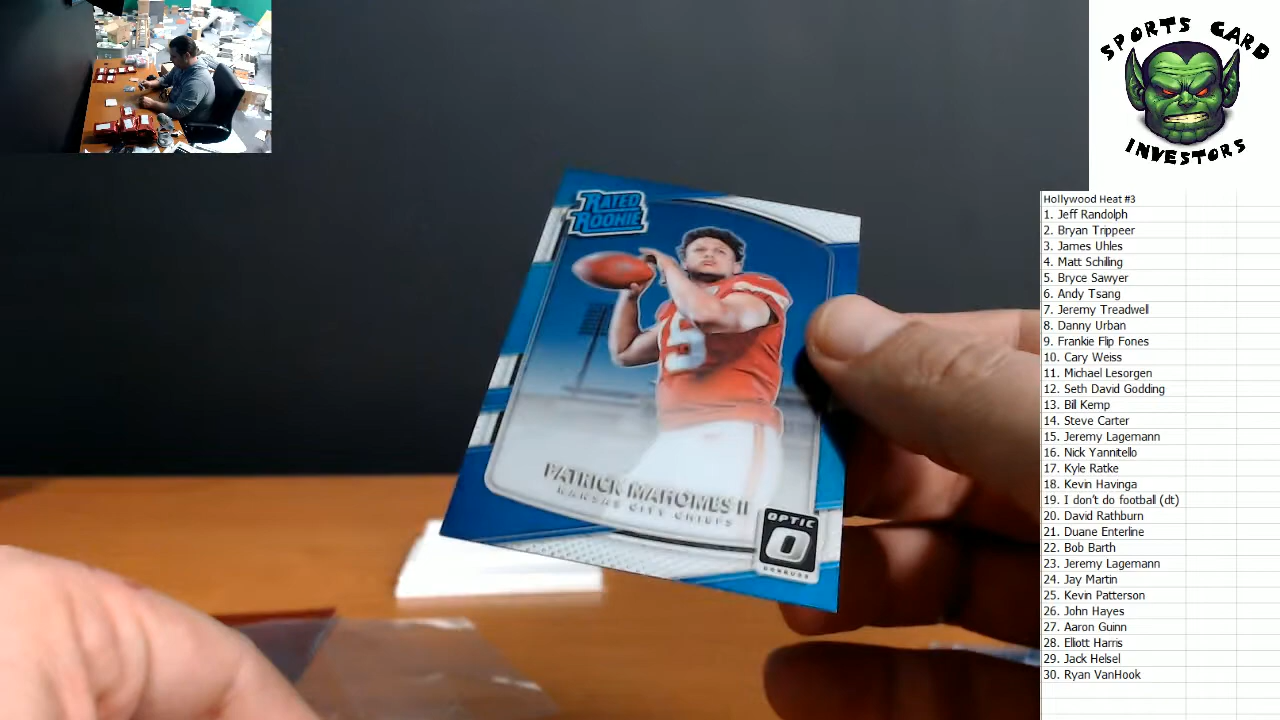 SPORTS CARD
INVESTORS
RATED
ROOKIE
15
PATRICK MAHOMES II
KANSAS CITY CHIEFS
OPTIC
DONRUSS
Hollywood Heat #3
1. Jeff Randolph
2. Bryan Trippeer
3. James Uhles
4. Matt Schiling
5. Bryce Sawyer
6. Andy Tsang
7. Jeremy Treadwell
8. Danny Urban
9. Frankie Flip Fones
10. Cary Weiss
11. Michael Lesorgen
12. Seth David Godding
13. Bill Kemp
14. Steve Carter
15. Jeremy Lagemann
16. Nick Yannitello
17. Kyle Ratke
18. Kevin Havinga
19. I don't do football (dt)
20. David Rathburn
21. Duane Enterline
22. Bob Barth
23. Jeremy Lagemann
24. Jay Martin
25. Kevin Patterson
26. John Hayes
27. Aaron Guinn
28. Eliott Harris
29. Jack Helsel
30. Ryan VanHook